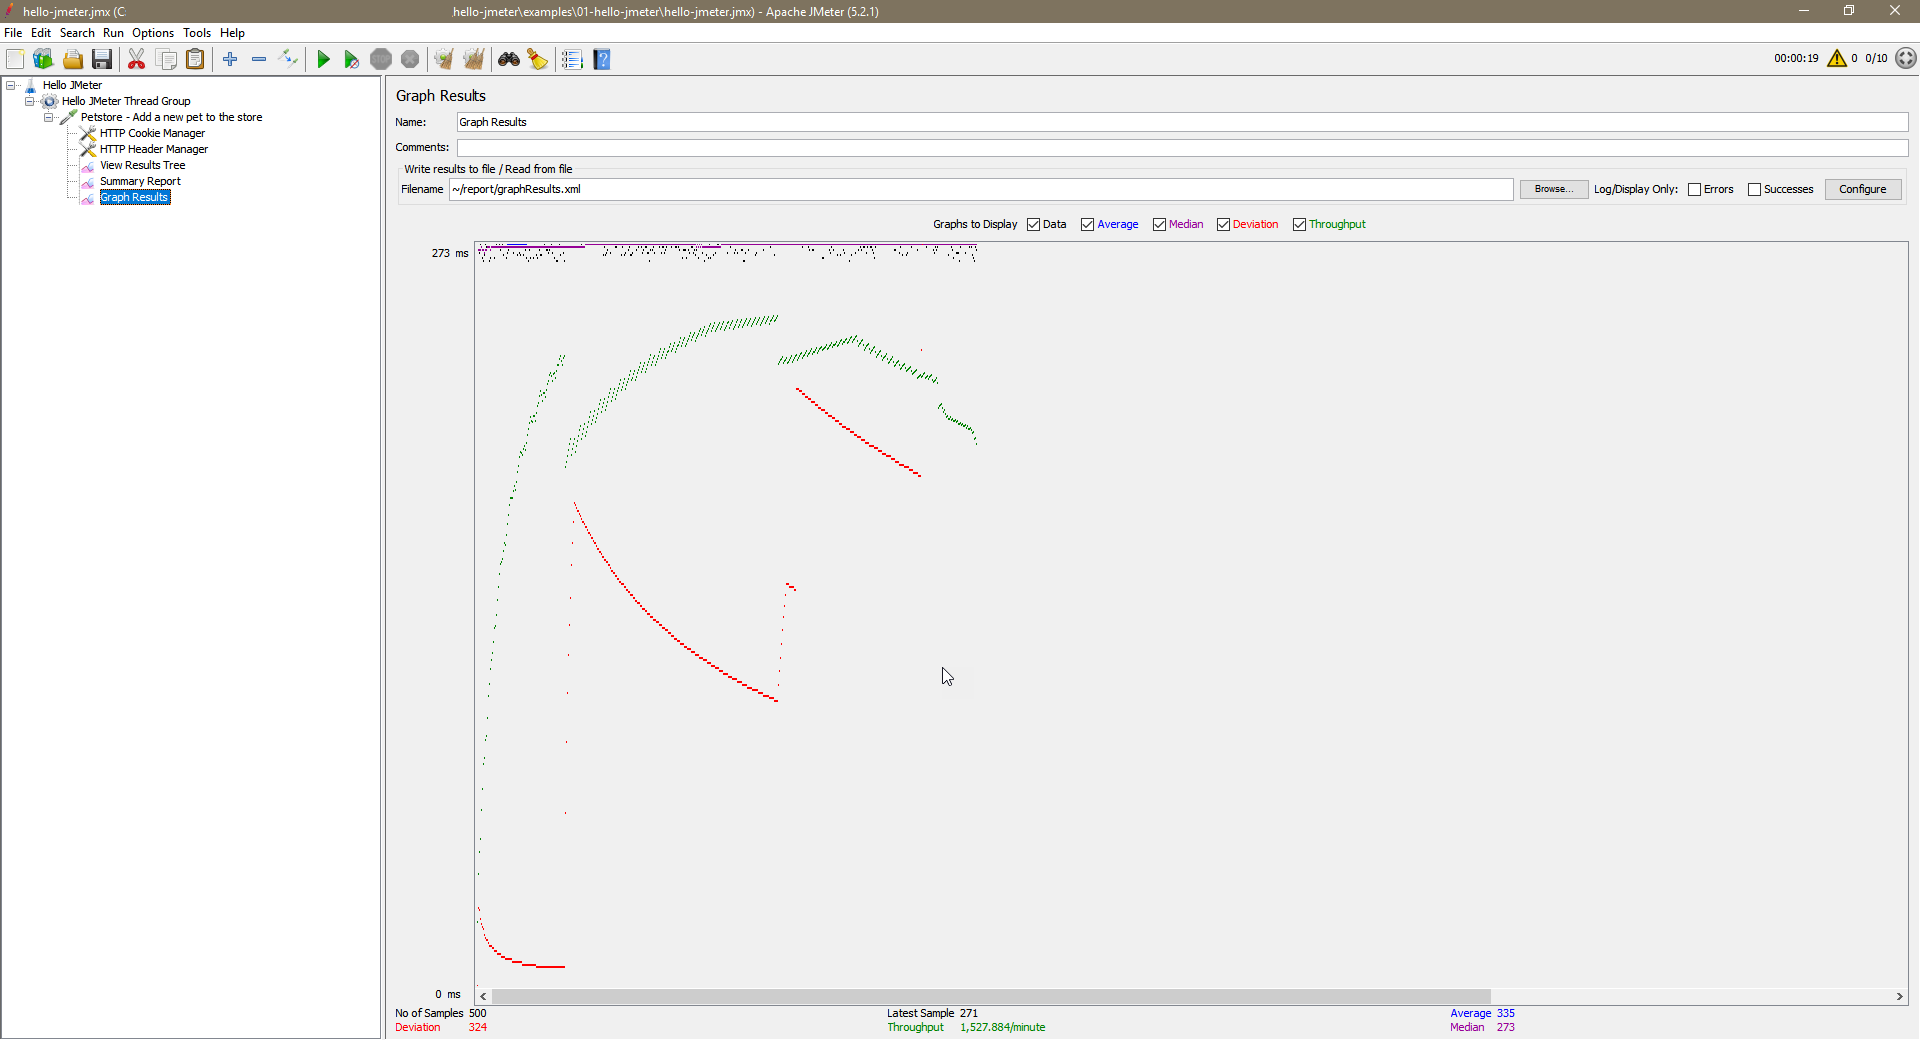 hello-jmeter.jmx (C:
hello-jmeter\examples\01-hello-jmeter\hello-jmeter.jmx) - Apache JMeter (5.2.1)
File Edit Search Run Options Tools Help
STOP
00:00:19 0 0/10
Hello JMeter
Hello JMeter Thread Group
Petstore - Add a new pet to the store
HTTP Cookie Manager
HTTP Header Manager
View Results Tree
Summary Report
Graph Results
Graph Results
Name: Graph Results
Comments:
Write results to file / Read from file
Filename ~/report/graphResults.xml Browse... Log/Display Only: Errors Successes Configure
Graphs to Display Data Average Median Deviation Throughput
273 ms
0 ms
No of Samples 500 Latest Sample 271 Average 335
Deviation 324 Throughput 1,527.884/minute Median 273